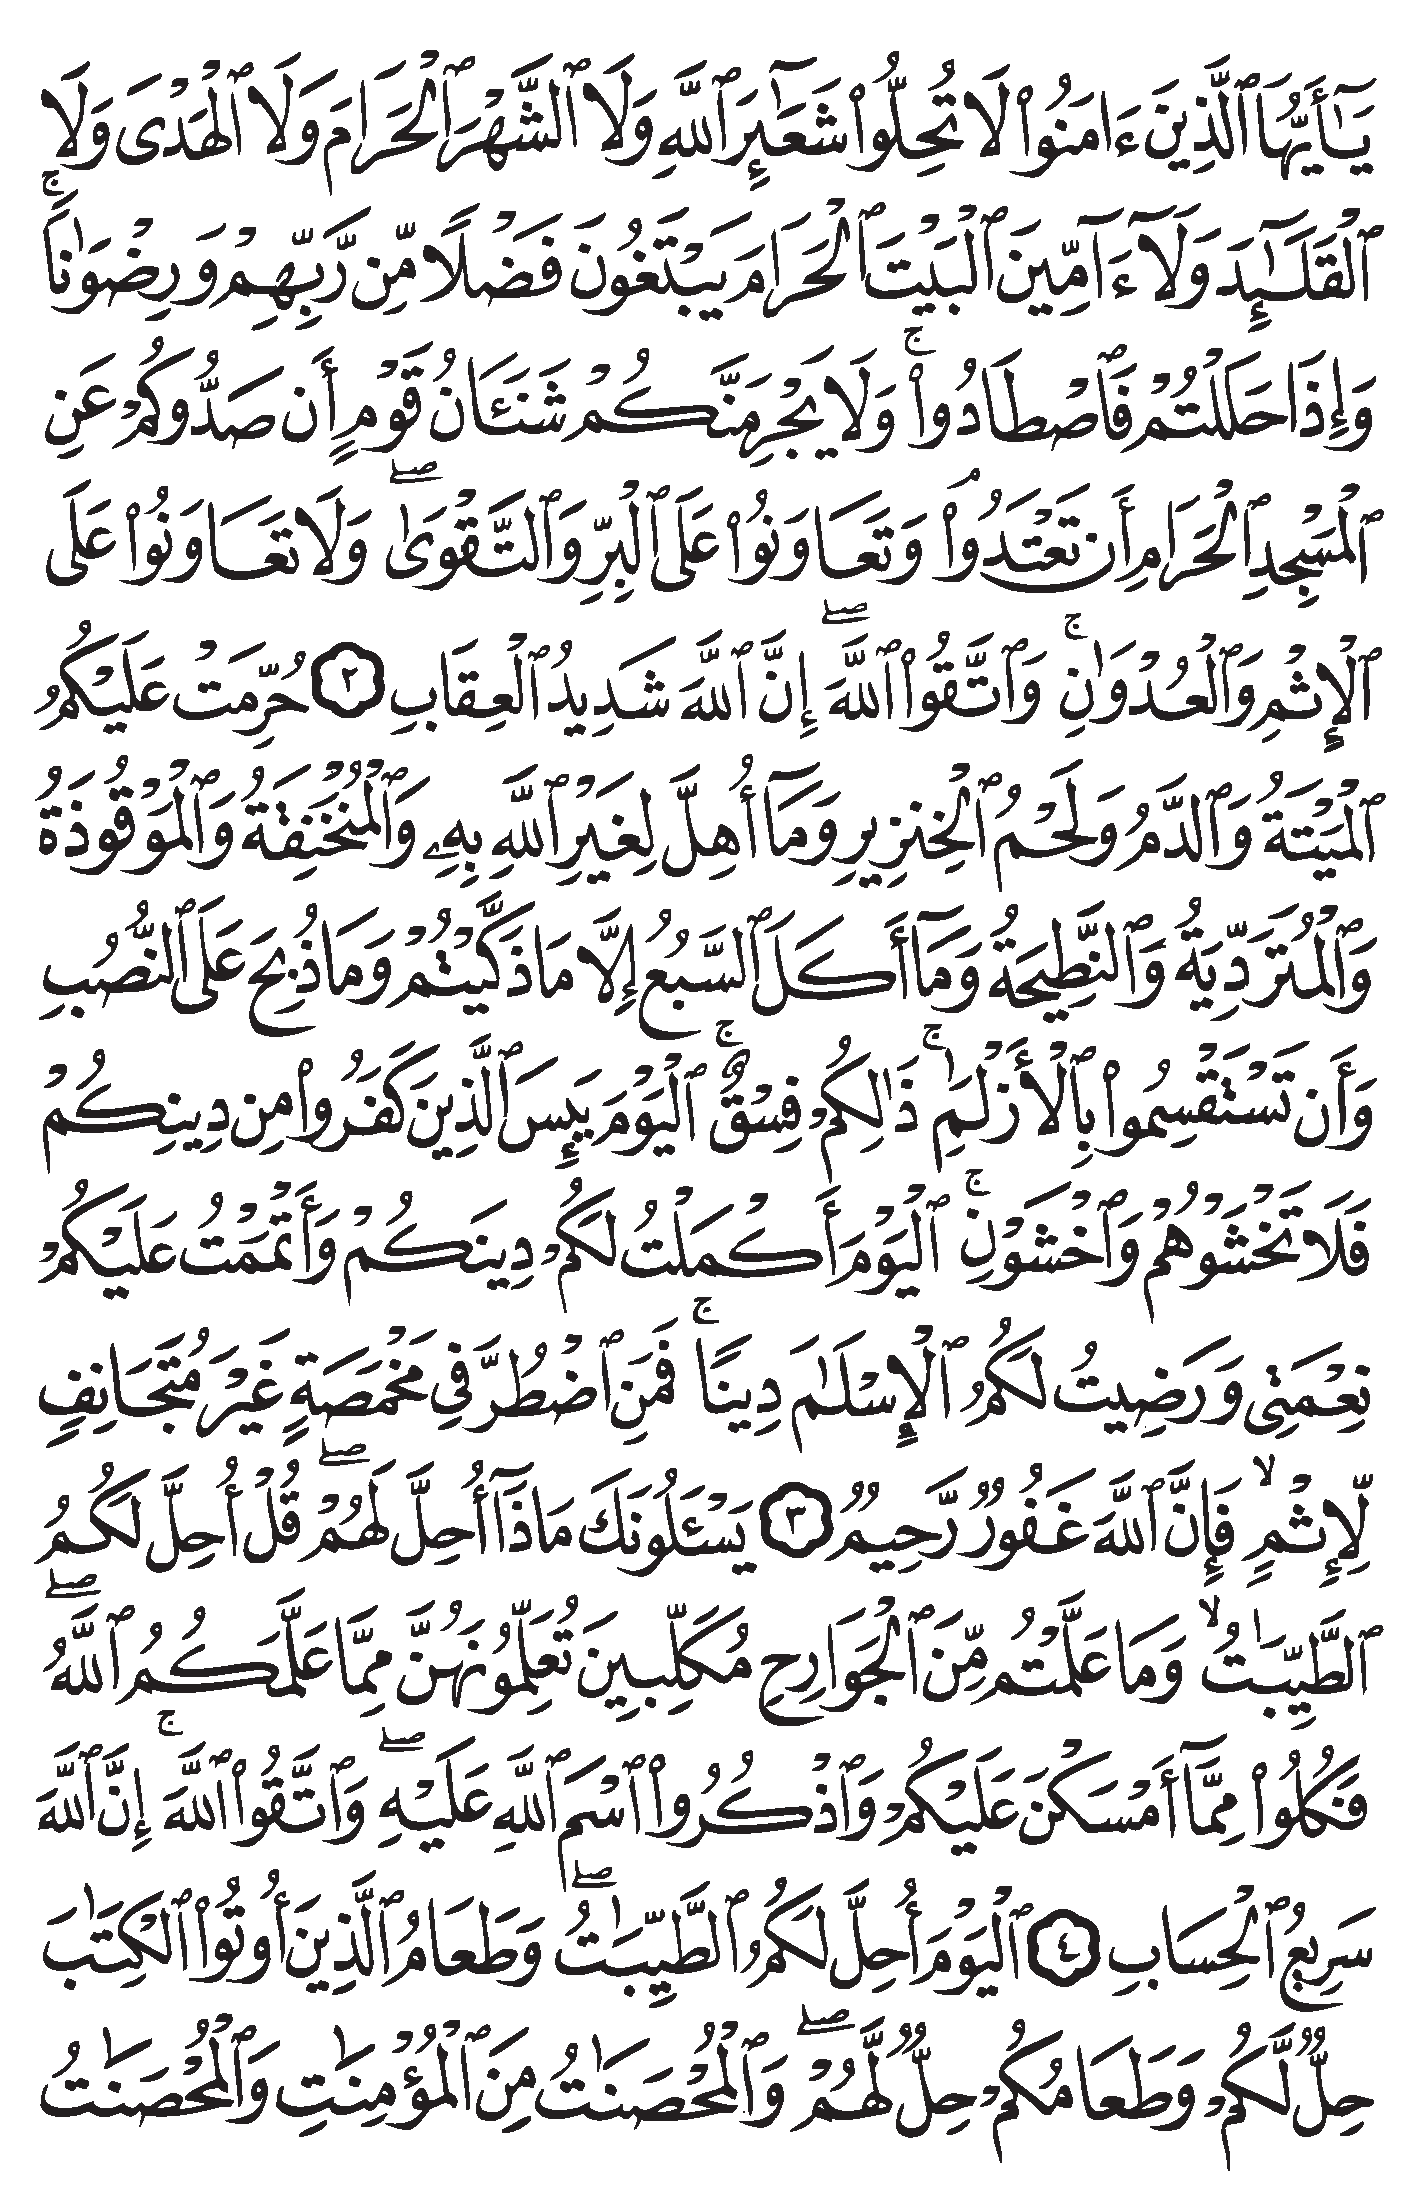 يَـٰٓأَيُّهَا ٱلَّذِينَ ءَامَنُوا۟ لَا تُحِلُّوا۟ شَعَـٰٓئِرَ ٱللَّهِ وَلَا ٱلشَّهْرَ ٱلْحَرَامَ وَلَا ٱلْهَدْىَ وَلَا
ٱلْقَلَـٰٓئِدَ وَلَآ ءَآمِّينَ ٱلْبَيْتَ ٱلْحَرَامَ يَبْتَغُونَ فَضْلًا مِّن رَّبِّهِمْ وَرِضْوَٰنًا ۚ
وَإِذَا حَلَلْتُمْ فَٱصْطَادُوا۟ ۚ وَلَا يَجْرِمَنَّكُمْ شَنَـَٔانُ قَوْمٍ أَن صَدُّوكُمْ عَنِ
ٱلْمَسْجِدِ ٱلْحَرَامِ أَن تَعْتَدُوا۟ ۘ وَتَعَاوَنُوا۟ عَلَى ٱلْبِرِّ وَٱلتَّقْوَىٰ ۖ وَلَا تَعَاوَنُوا۟ عَلَى
ٱلْإِثْمِ وَٱلْعُدْوَٰنِ ۚ وَٱتَّقُوا۟ ٱللَّهَ ۖ إِنَّ ٱللَّهَ شَدِيدُ ٱلْعِقَابِ ٢ حُرِّمَتْ عَلَيْكُمُ
ٱلْمَيْتَةُ وَٱلدَّمُ وَلَحْمُ ٱلْخِنزِيرِ وَمَآ أُهِلَّ لِغَيْرِ ٱللَّهِ بِهِۦ وَٱلْمُنْخَنِقَةُ وَٱلْمَوْقُوذَةُ
وَٱلْمُتَرَدِّيَةُ وَٱلنَّطِيحَةُ وَمَآ أَكَلَ ٱلسَّبُعُ إِلَّا مَا ذَكَّيْتُمْ وَمَا ذُبِحَ عَلَى ٱلنُّصُبِ
وَأَن تَسْتَقْسِمُوا۟ بِٱلْأَزْلَـٰمِ ۚ ذَٰلِكُمْ فِسْقٌ ۗ ٱلْيَوْمَ يَئِسَ ٱلَّذِينَ كَفَرُوا۟ مِن دِينِكُمْ
فَلَا تَخْشَوْهُمْ وَٱخْشَوْنِ ۚ ٱلْيَوْمَ أَكْمَلْتُ لَكُمْ دِينَكُمْ وَأَتْمَمْتُ عَلَيْكُمْ
نِعْمَتِى وَرَضِيتُ لَكُمُ ٱلْإِسْلَـٰمَ دِينًا ۚ فَمَنِ ٱضْطُرَّ فِى مَخْمَصَةٍ غَيْرَ مُتَجَانِفٍ
لِّإِثْمٍ ۙ فَإِنَّ ٱللَّهَ غَفُورٌ رَّحِيمٌ ٣ يَسْـَٔلُونَكَ مَاذَآ أُحِلَّ لَهُمْ ۖ قُلْ أُحِلَّ لَكُمُ
ٱلطَّيِّبَـٰتُ ۙ وَمَا عَلَّمْتُم مِّنَ ٱلْجَوَارِحِ مُكَلِّبِينَ تُعَلِّمُونَهُنَّ مِمَّا عَلَّمَكُمُ ٱللَّهُ ۖ
فَكُلُوا۟ مِمَّآ أَمْسَكْنَ عَلَيْكُمْ وَٱذْكُرُوا۟ ٱسْمَ ٱللَّهِ عَلَيْهِ ۖ وَٱتَّقُوا۟ ٱللَّهَ ۚ إِنَّ ٱللَّهَ
سَرِيعُ ٱلْحِسَابِ ٤ ٱلْيَوْمَ أُحِلَّ لَكُمُ ٱلطَّيِّبَـٰتُ ۖ وَطَعَامُ ٱلَّذِينَ أُوتُوا۟ ٱلْكِتَـٰبَ
حِلٌّ لَّكُمْ وَطَعَامُكُمْ حِلٌّ لَّهُمْ ۖ وَٱلْمُحْصَنَـٰتُ مِنَ ٱلْمُؤْمِنَـٰتِ وَٱلْمُحْصَنَـٰتُ